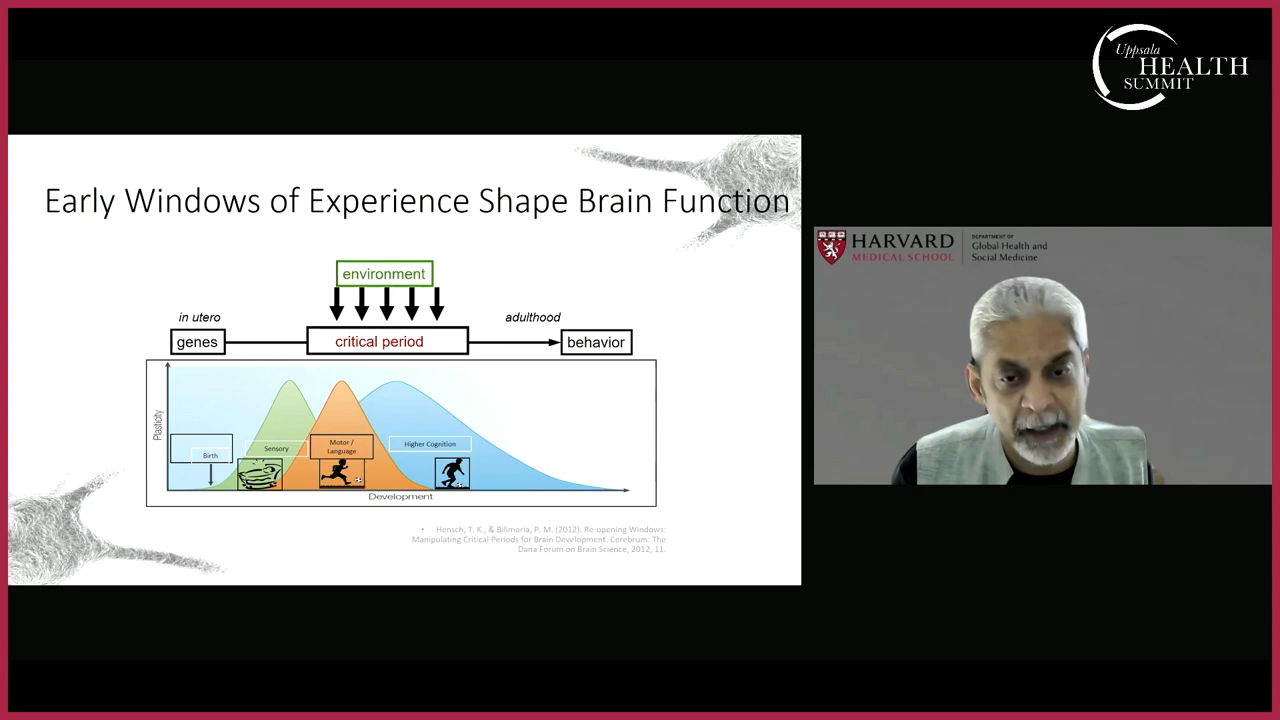 Uppsala
HEALTH
SUMMIT
Early Windows of Experience Shape Brain Function
environment
in utero
adulthood
genes
critical period
behavior
Plasticity
Birth
Sensory
Motor /
Language
Higher Cognition
Development
• Hensch, T. K., & Bilimoria, P. M. (2012). Re-opening Windows:
Manipulating Critical Periods for Brain Development. Cerebrum: The
Dana Forum on Brain Science, 2012, 11.
HARVARD
MEDICAL SCHOOL
DEPARTMENT OF
Global Health and
Social Medicine